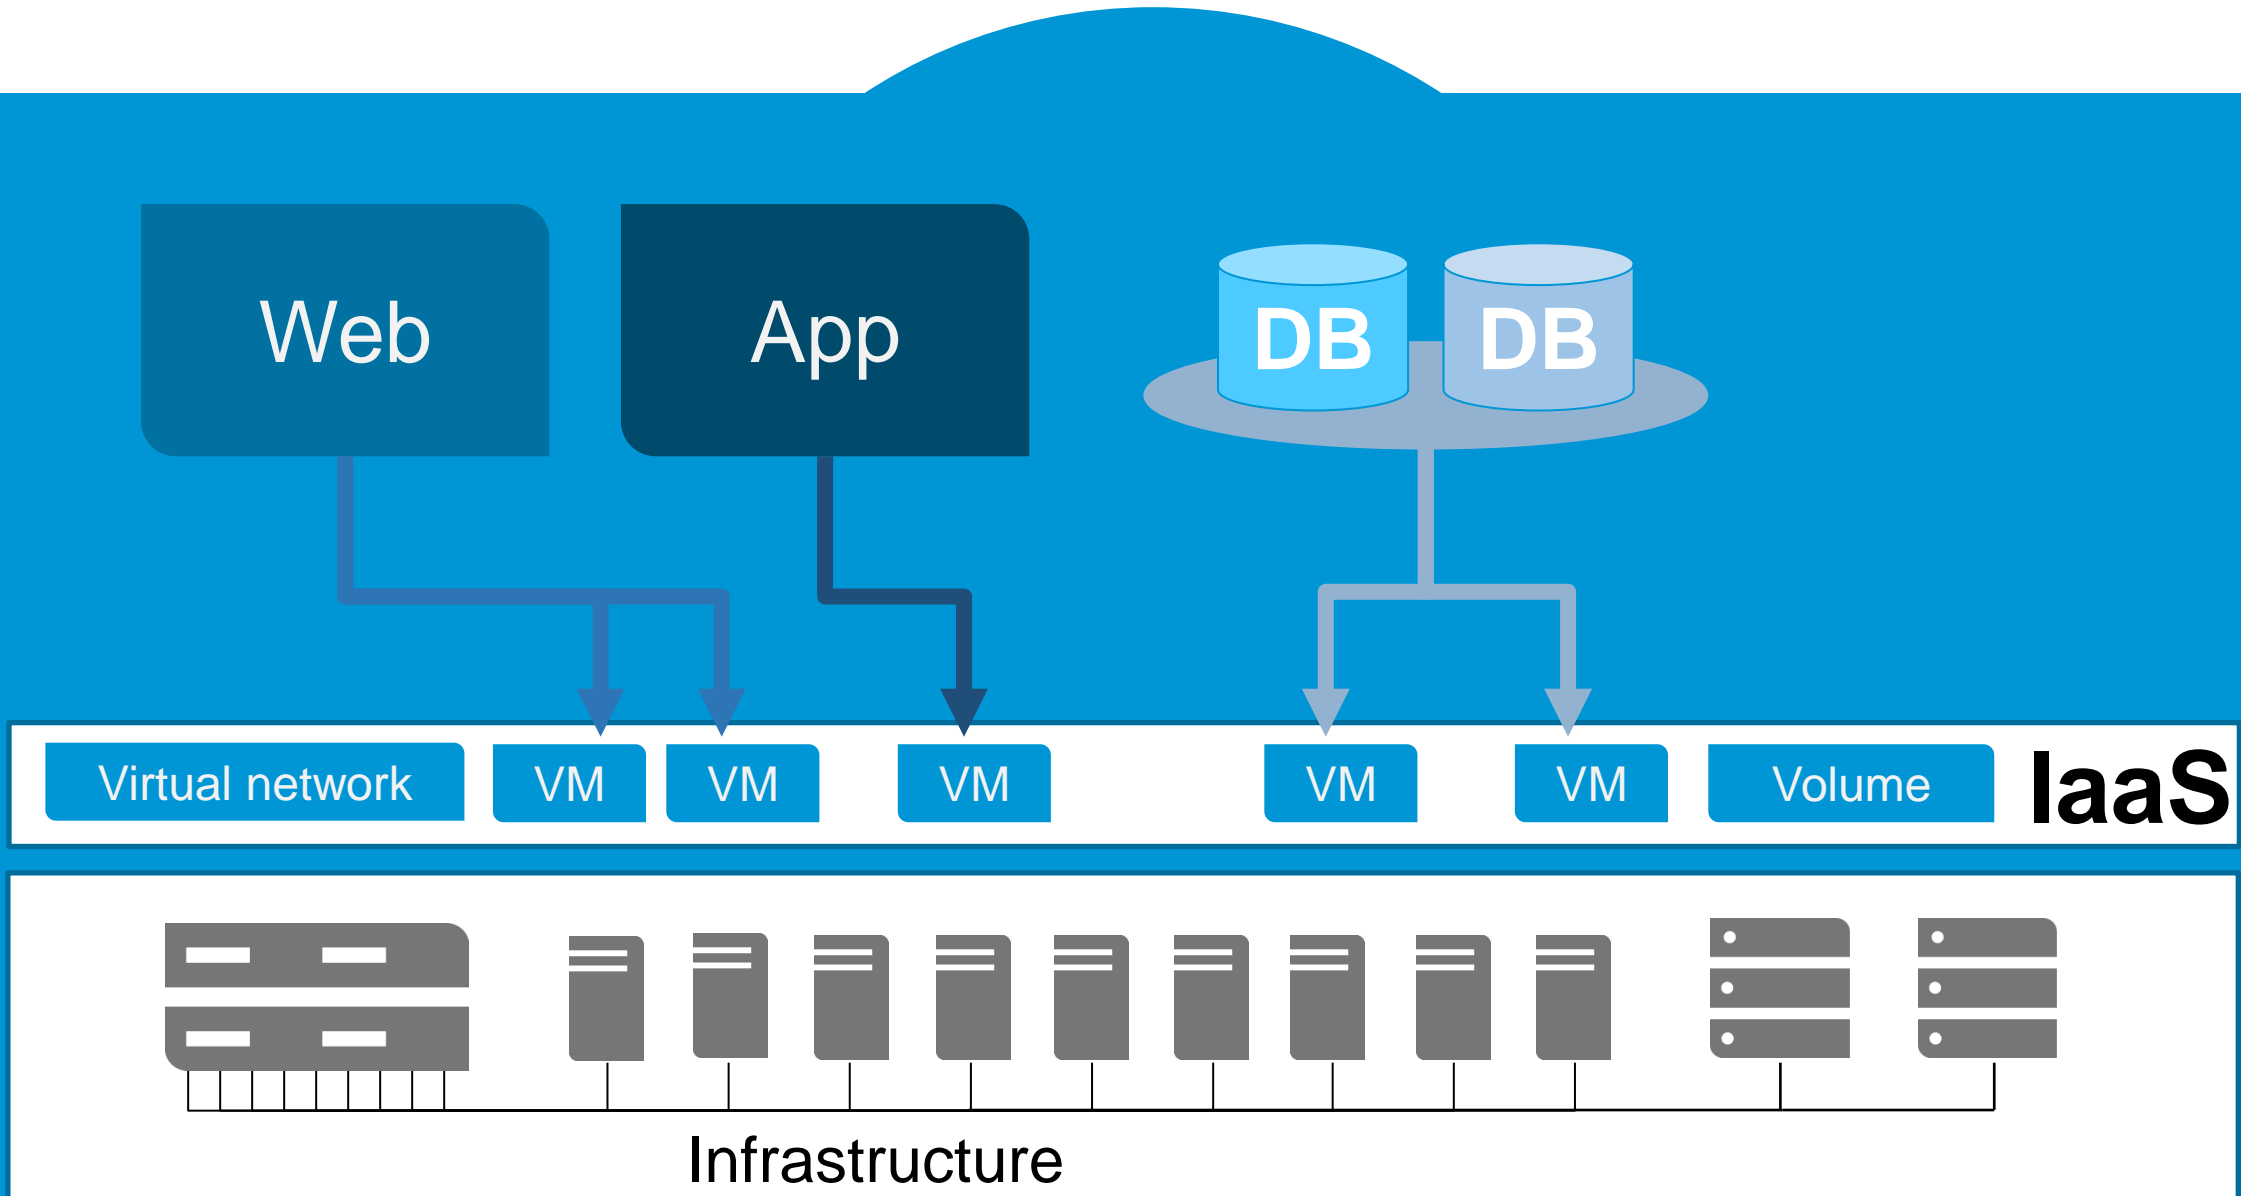 Web
App
DB
DB
Virtual network
VM
VM
VM
VM
VM
Volume
IaaS
Infrastructure